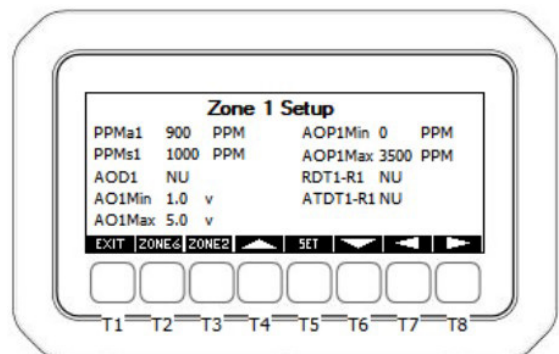 Zone 1 Setup
PPMa1 900 PPM
PPMs1 1000 PPM
AOD1 NU
AO1Min 1.0 v
AO1Max 5.0 v
AOP1Min 0 PPM
AOP1Max 3500 PPM
RDT1-R1 NU
ATDT1-R1 NU
EXIT ZONE6 ZONE2 SET
T1 T2 T3 T4 T5 T6 T7 T8